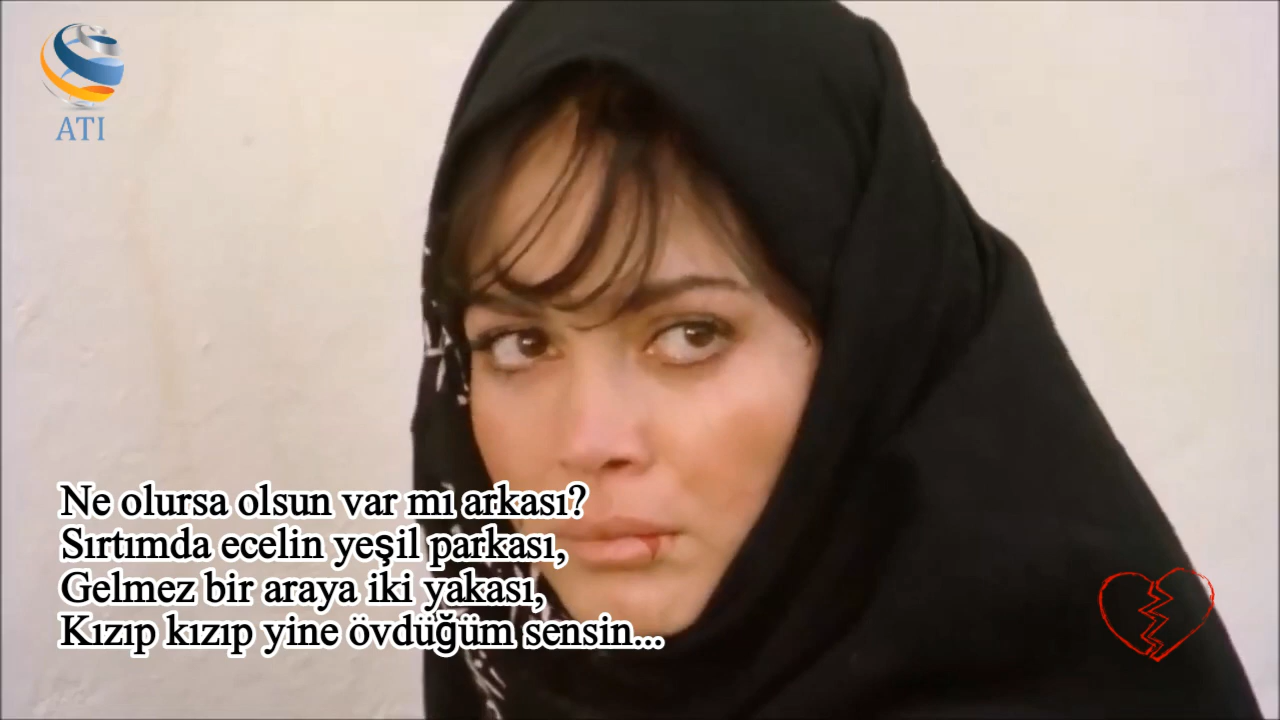 ATI
Ne olursa olsun var mı arkası?
Sırtımda ecelin yeşil parkası,
Gelmez bir araya iki yakası,
Kızıp kızıp yine övdüğüm sensin...